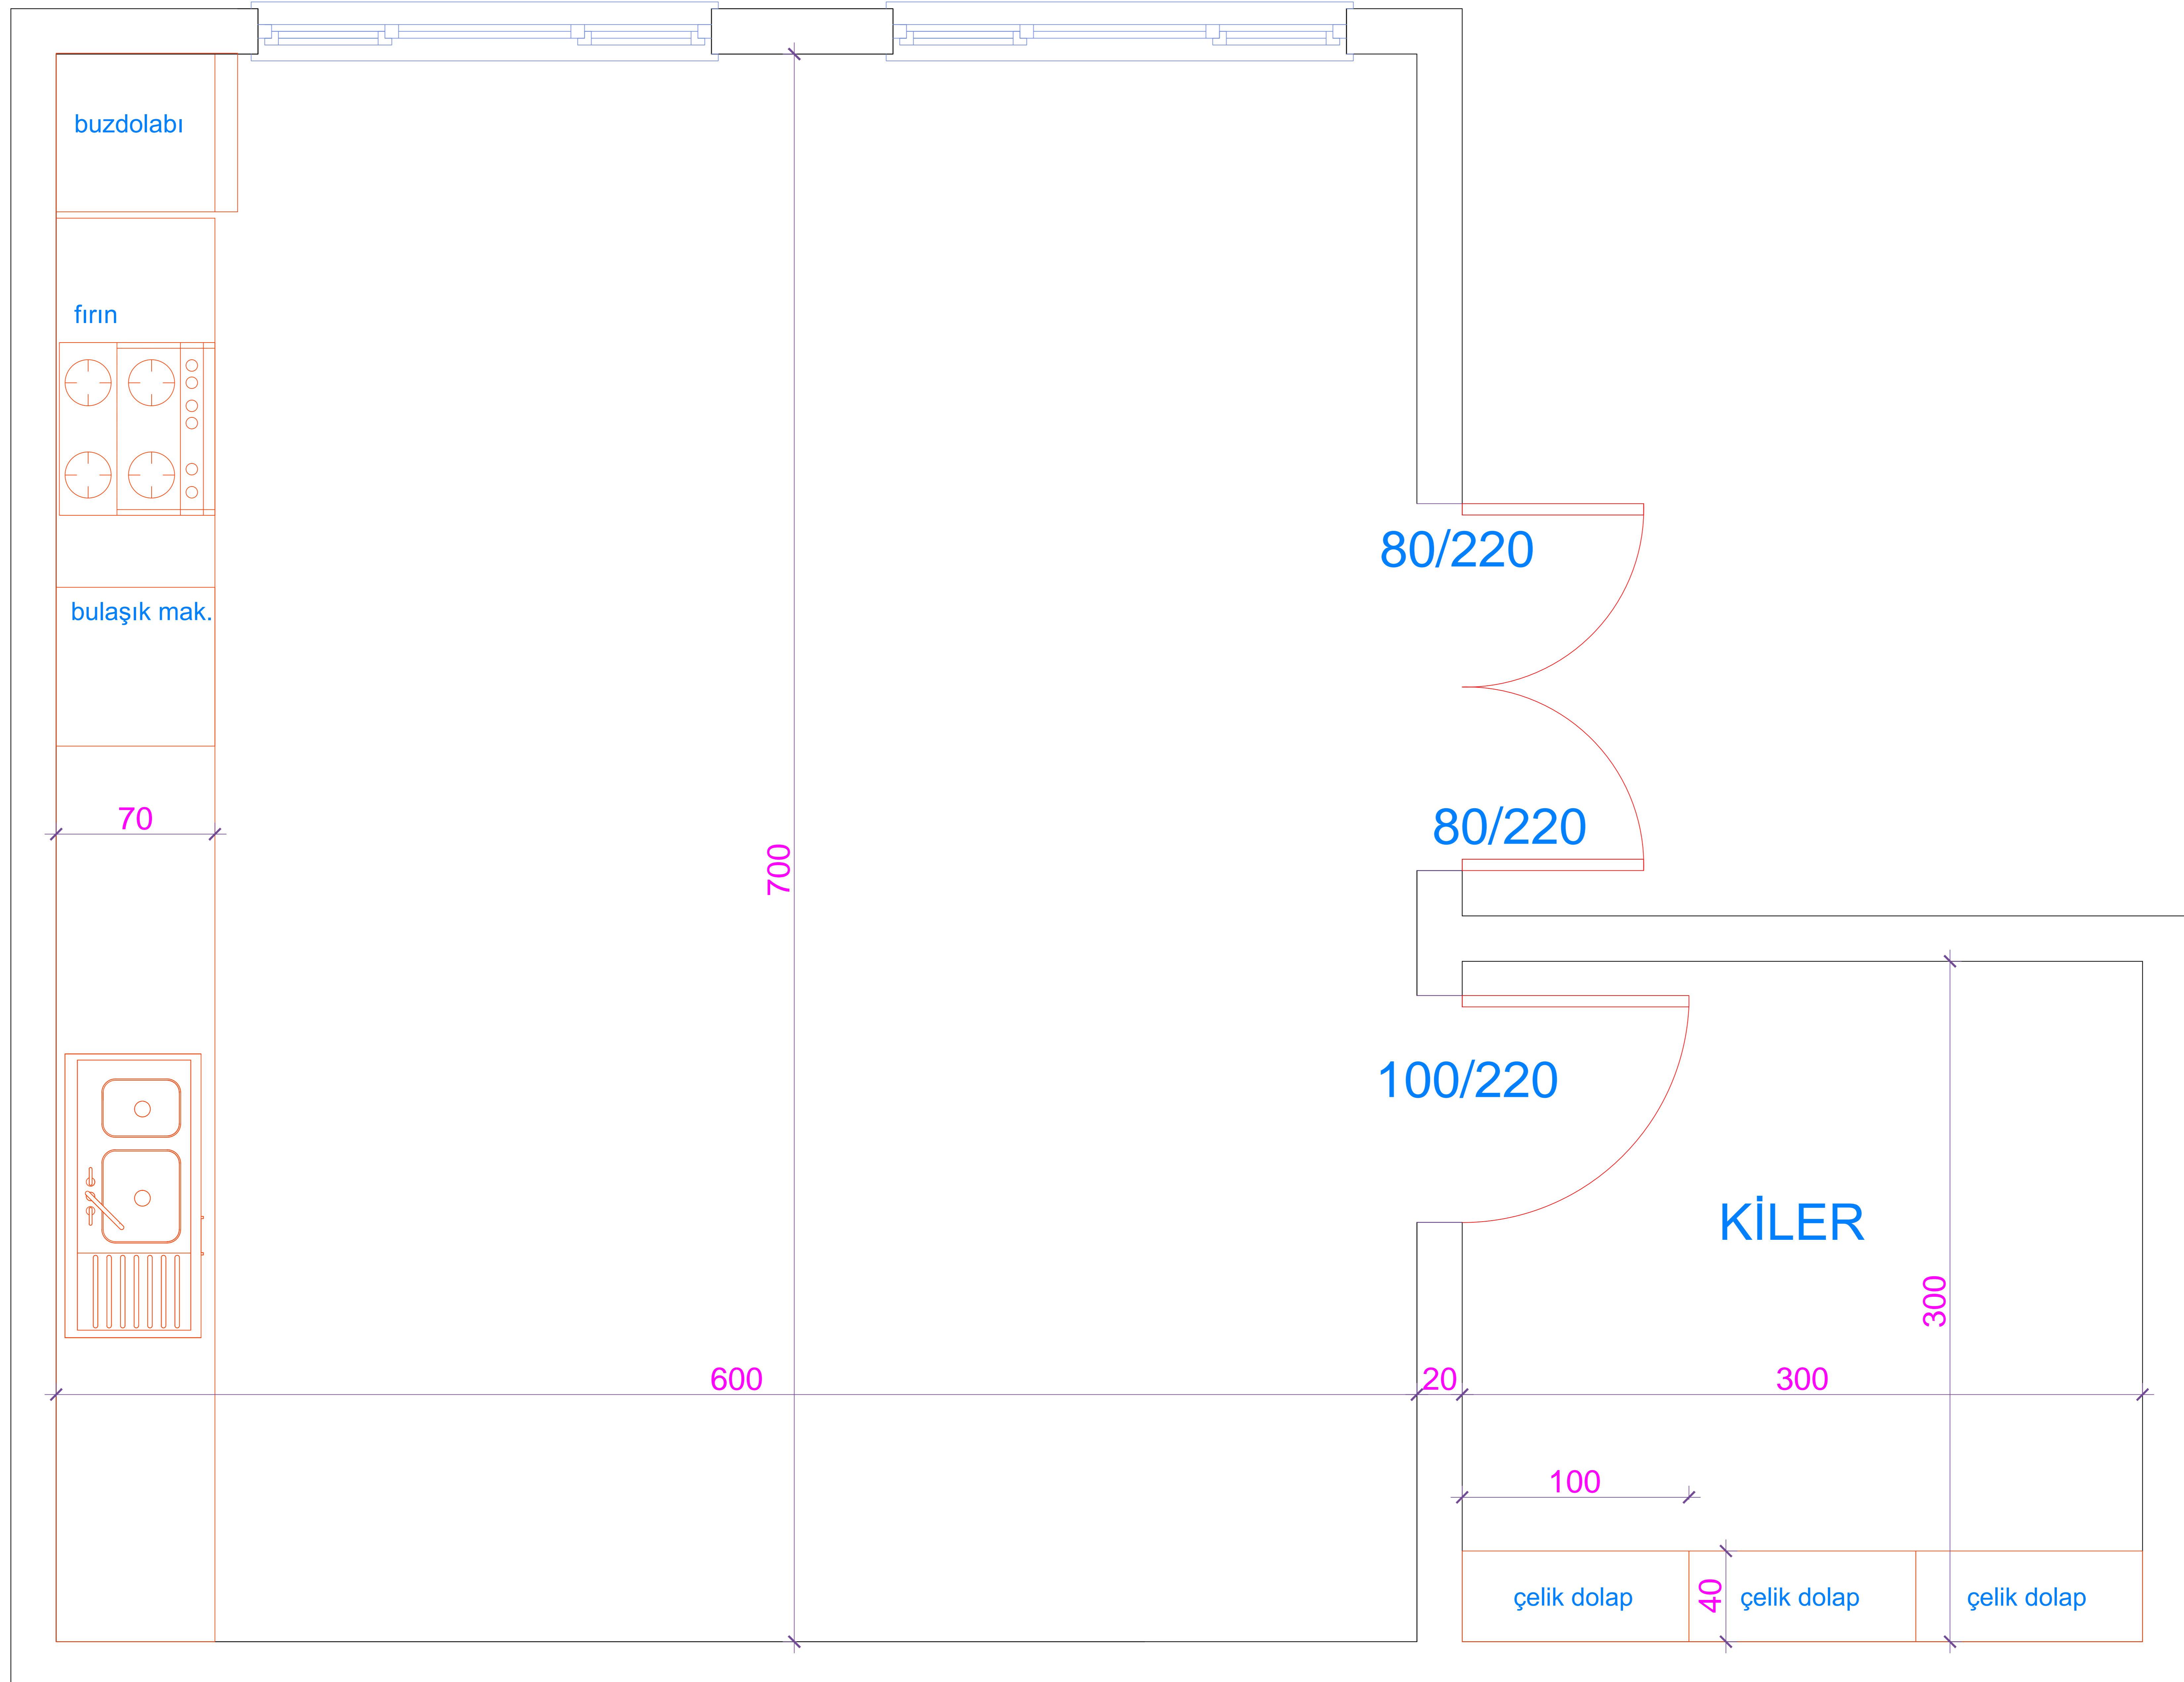 buzdolabı
fırın
80/220
bulaşık mak.
70
80/220
700
100/220
KİLER
300
600
20
300
100
40
çelik dolap
çelik dolap
çelik dolap